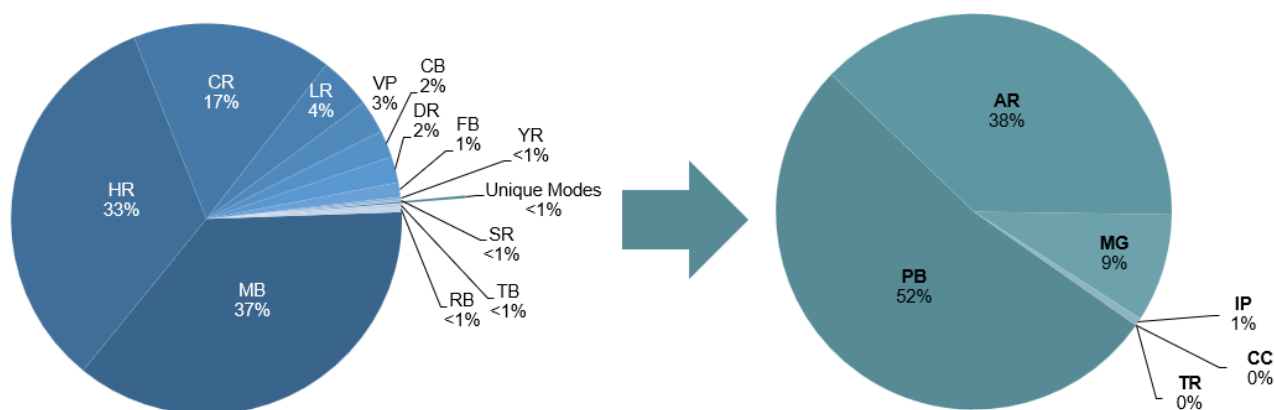 CR
17%
LR
4%
VP
3%
CB
2%
DR
2%
FB
1%
YR
<1%
Unique Modes
<1%
SR
<1%
TB
<1%
RB
<1%
MB
37%
HR
33%
AR
38%
MG
9%
IP
1%
CC
0%
TR
0%
PB
52%